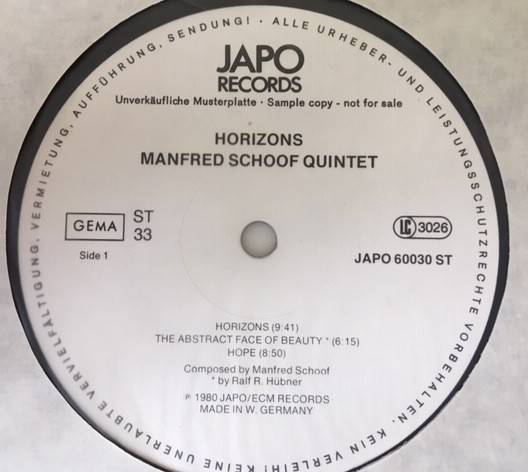 ALLE URHEBER- UND LEISTUNGSSCHUTZRECHTE VORBEHALTEN. KEIN VERLEIH! KEINE UNERLAUBTE VERVIELFÄLTIGUNG, VERMIETUNG, AUFFÜHRUNG, SENDUNG! ·
JAPO
RECORDS
Unverkäufliche Musterplatte · Sample copy - not for sale
HORIZONS
MANFRED SCHOOF QUINTET
GEMA
ST
33
LC 3026
Side 1
JAPO 60030 ST
HORIZONS (9:41)
THE ABSTRACT FACE OF BEAUTY * (6:15)
HOPE (8:50)
Composed by Manfred Schoof
* by Ralf R. Hübner
℗ 1980 JAPO/ECM RECORDS
MADE IN W. GERMANY